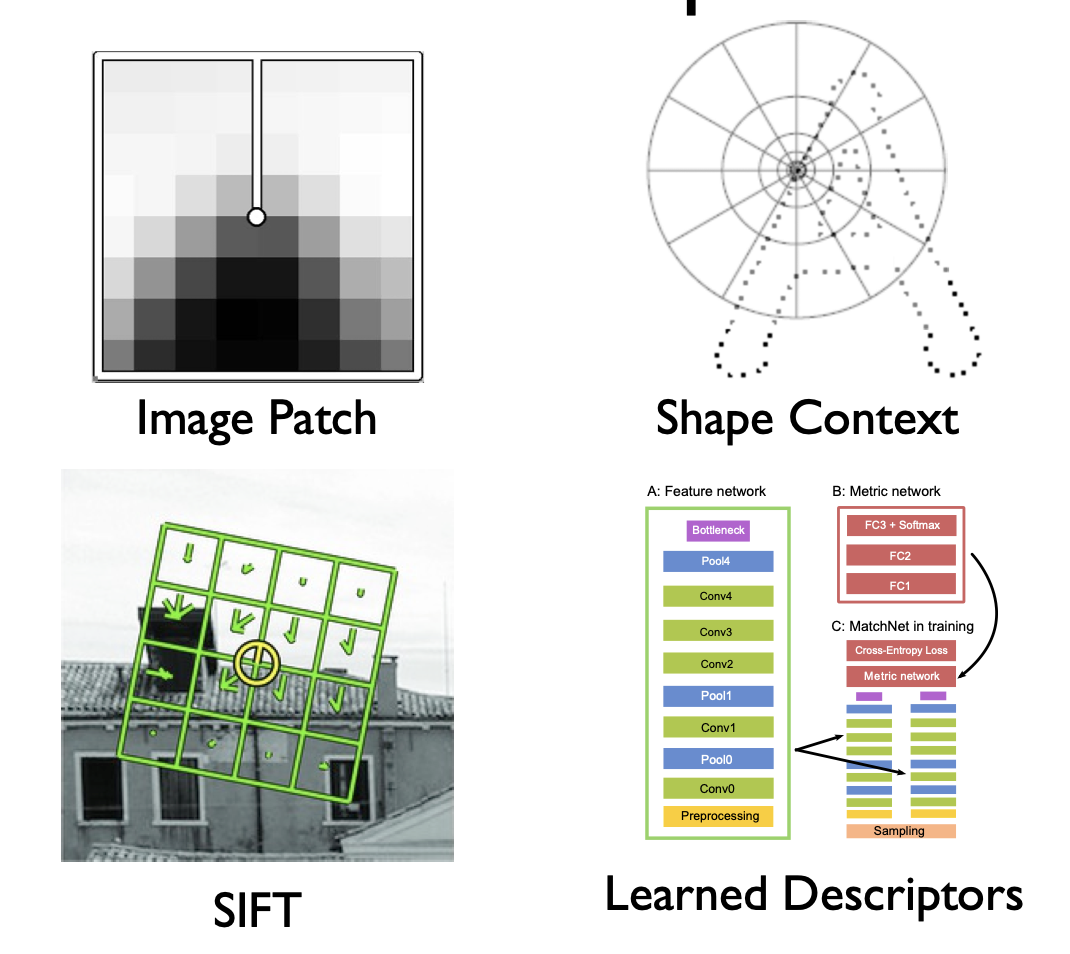 Image Patch
Shape Context
SIFT
A: Feature network
Bottleneck
Pool4
Conv4
Conv3
Conv2
Pool1
Conv1
Pool0
Conv0
Preprocessing
B: Metric network
FC3 + Softmax
FC2
FC1
C: MatchNet in training
Cross-Entropy Loss
Metric network
Sampling
Learned Descriptors